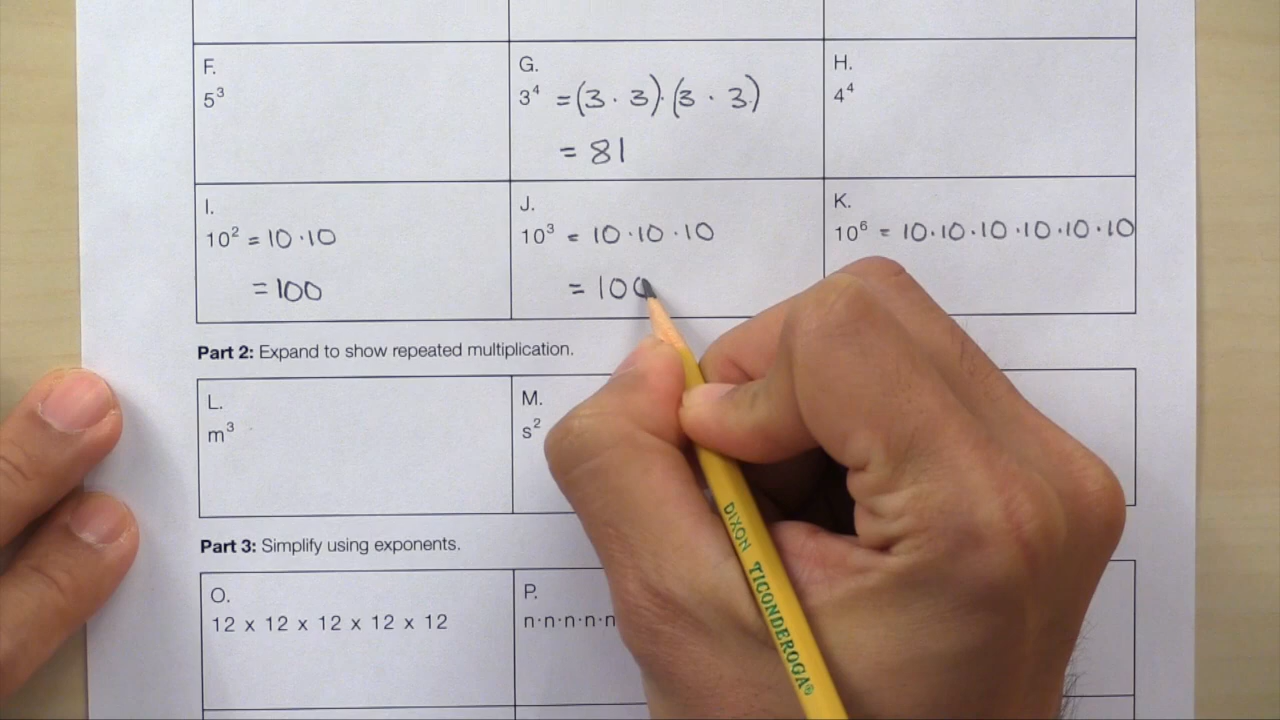 F.
5³
G.
3⁴ = (3 · 3) · (3 · 3)
= 81
H.
4⁴
I.
10² = 10 · 10
= 100
J.
10³ = 10 · 10 · 10
= 100
K.
10⁶ = 10 · 10 · 10 · 10 · 10 · 10
Part 2: Expand to show repeated multiplication.
L.
m³
M.
s²
Part 3: Simplify using exponents.
O.
12 x 12 x 12 x 12 x 12
P.
n·n·n·n·n
DIXON TICONDEROGA®